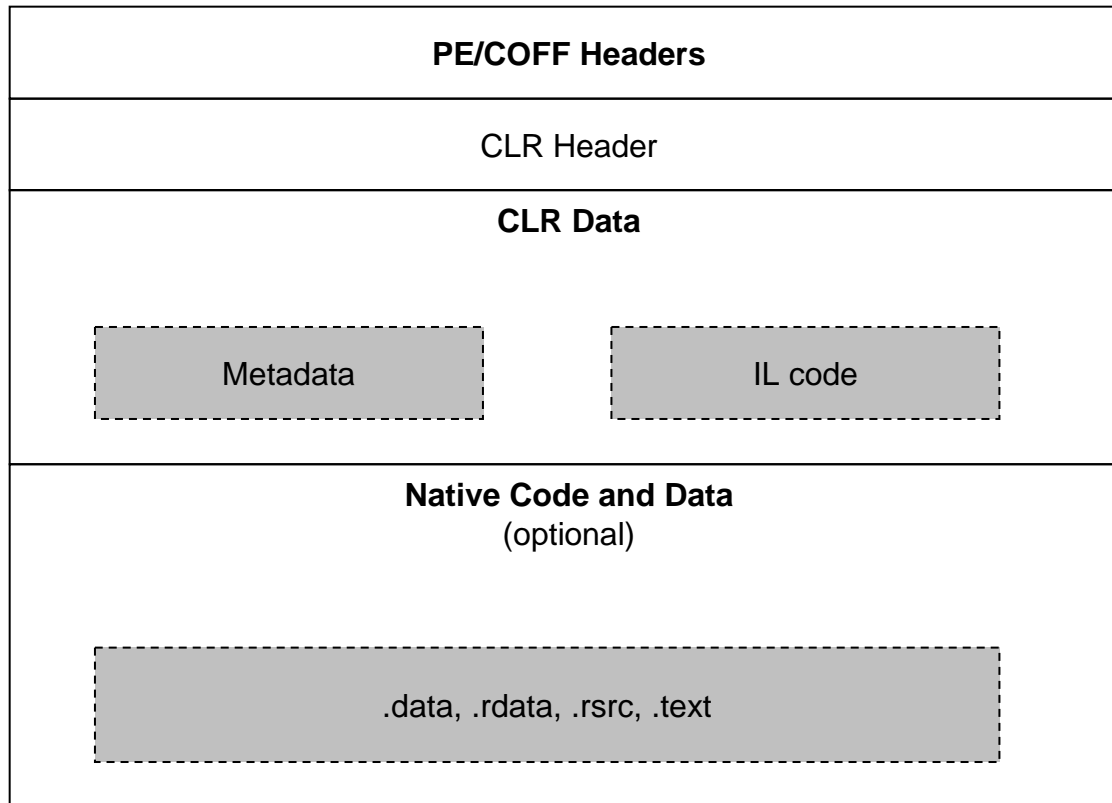 PE/COFF Headers
CLR Header
CLR Data
Metadata
IL code
Native Code and Data
(optional)
.data, .rdata, .rsrc, .text